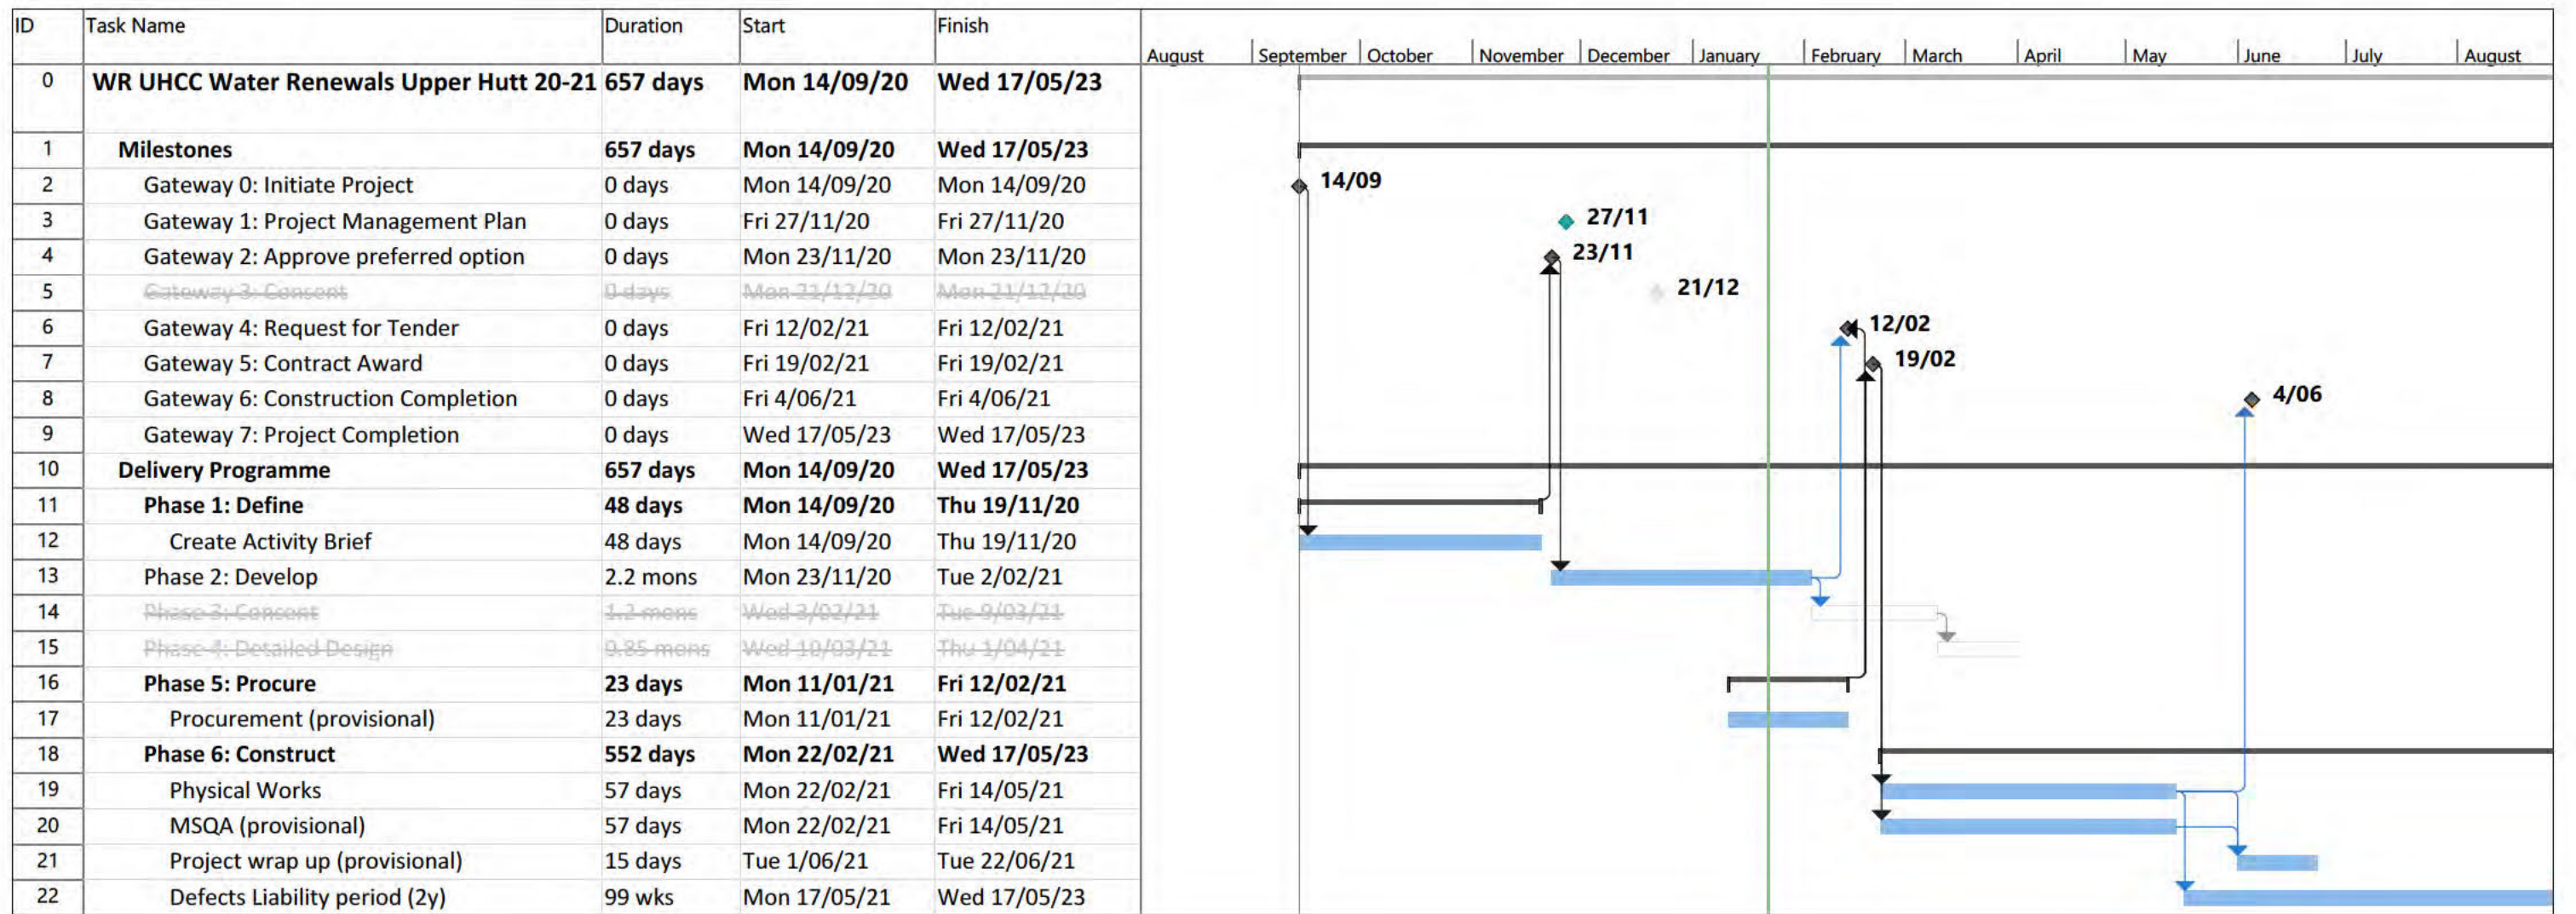 ID Task Name Duration Start Finish
August September October November December January February March April May June July August
0 WR UHCC Water Renewals Upper Hutt 20-21 657 days Mon 14/09/20 Wed 17/05/23
1 Milestones 657 days Mon 14/09/20 Wed 17/05/23
2 Gateway 0: Initiate Project 0 days Mon 14/09/20 Mon 14/09/20 14/09
3 Gateway 1: Project Management Plan 0 days Fri 27/11/20 Fri 27/11/20 27/11
4 Gateway 2: Approve preferred option 0 days Mon 23/11/20 Mon 23/11/20 23/11
5 Gateway 3: Consent 0 days Mon 21/12/20 Mon 21/12/20 21/12
6 Gateway 4: Request for Tender 0 days Fri 12/02/21 Fri 12/02/21 12/02
7 Gateway 5: Contract Award 0 days Fri 19/02/21 Fri 19/02/21 19/02
8 Gateway 6: Construction Completion 0 days Fri 4/06/21 Fri 4/06/21 4/06
9 Gateway 7: Project Completion 0 days Wed 17/05/23 Wed 17/05/23
10 Delivery Programme 657 days Mon 14/09/20 Wed 17/05/23
11 Phase 1: Define 48 days Mon 14/09/20 Thu 19/11/20
12 Create Activity Brief 48 days Mon 14/09/20 Thu 19/11/20
13 Phase 2: Develop 2.2 mons Mon 23/11/20 Tue 2/02/21
14 Phase 3: Consent 1.2 mons Wed 3/02/21 Tue 9/03/21
15 Phase 4: Detailed Design 0.85 mons Wed 10/03/21 Thu 1/04/21
16 Phase 5: Procure 23 days Mon 11/01/21 Fri 12/02/21
17 Procurement (provisional) 23 days Mon 11/01/21 Fri 12/02/21
18 Phase 6: Construct 552 days Mon 22/02/21 Wed 17/05/23
19 Physical Works 57 days Mon 22/02/21 Fri 14/05/21
20 MSQA (provisional) 57 days Mon 22/02/21 Fri 14/05/21
21 Project wrap up (provisional) 15 days Tue 1/06/21 Tue 22/06/21
22 Defects Liability period (2y) 99 wks Mon 17/05/21 Wed 17/05/23